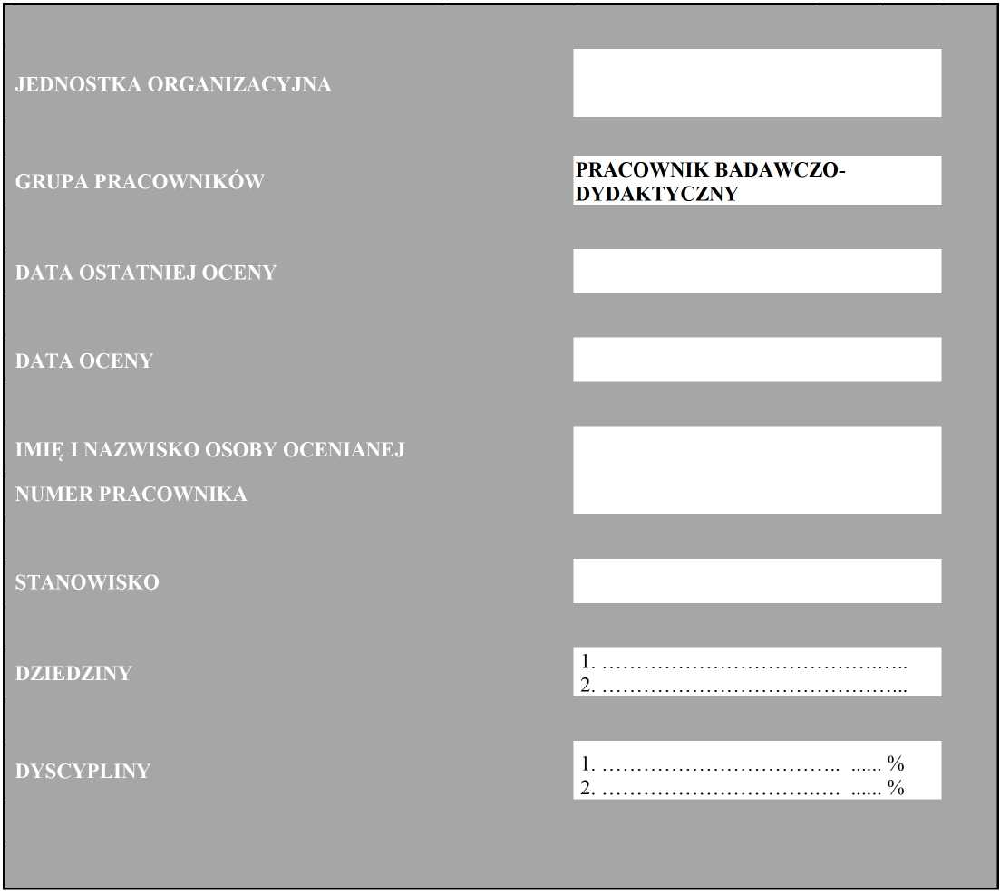 JEDNOSTKA ORGANIZACYJNA
GRUPA PRACOWNIKÓW
PRACOWNIK BADAWCZO-
DYDAKTYCZNY
DATA OSTATNIEJ OCENY
DATA OCENY
IMIĘ I NAZWISKO OSOBY OCENIANEJ
NUMER PRACOWNIKA
STANOWISKO
DZIEDZINY
1. ………………………………….…..
2. ……………….…………………...
DYSCYPLINY
1. …………………………….. ...... %
2. ……………………….…. ...... %